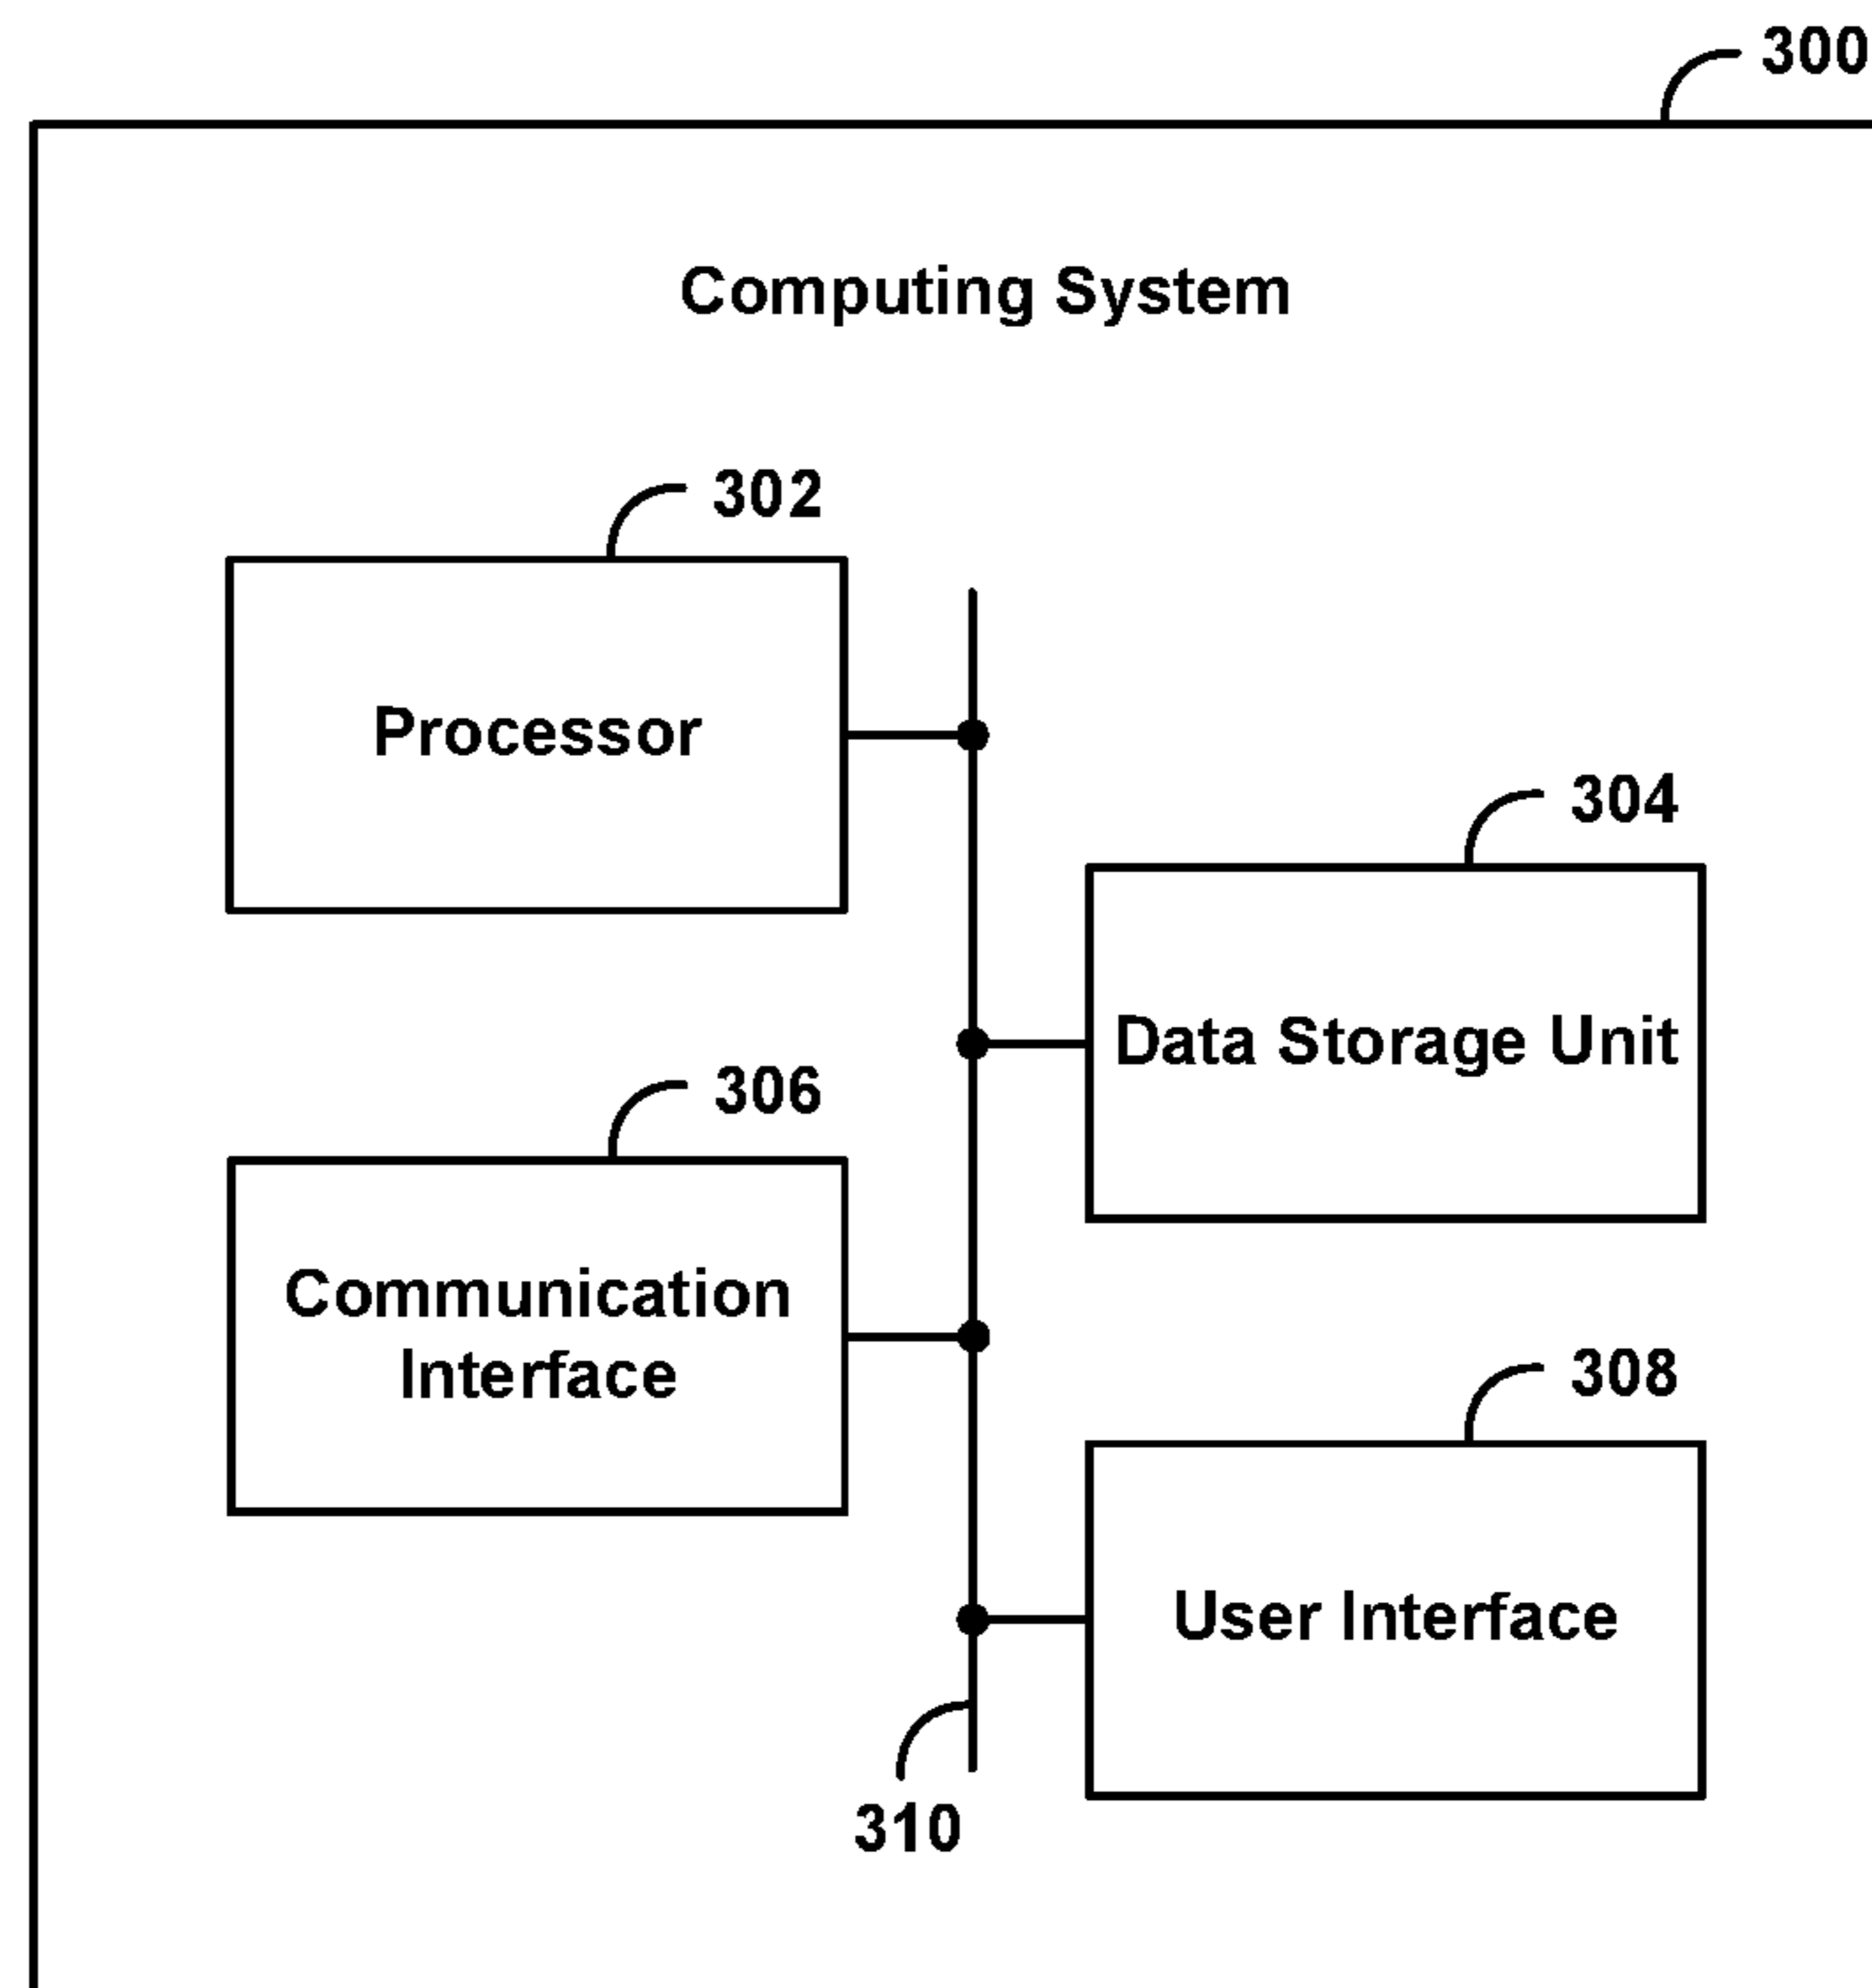 300
Computing System
302
Processor
304
Data Storage Unit
306
Communication
Interface
308
User Interface
310